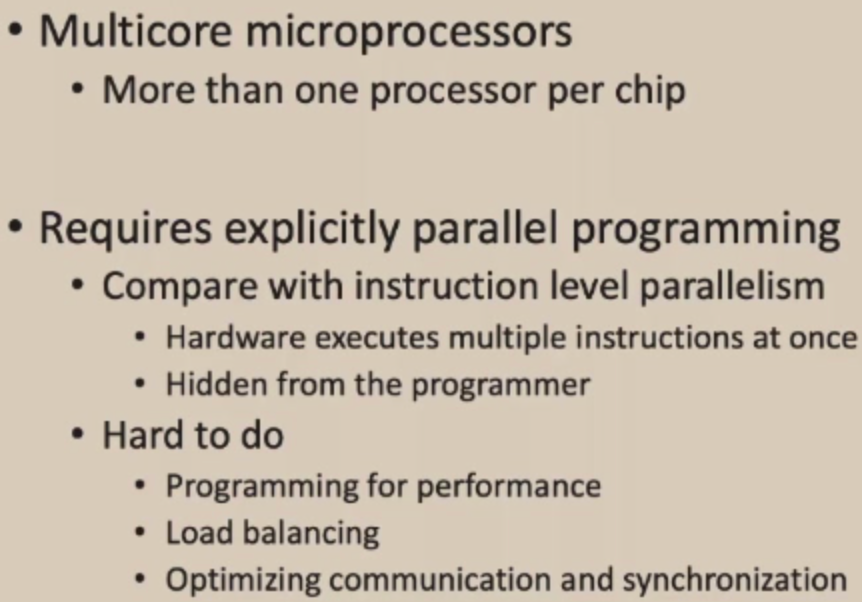 • Multicore microprocessors
• More than one processor per chip
• Requires explicitly parallel programming
• Compare with instruction level parallelism
• Hardware executes multiple instructions at once
• Hidden from the programmer
• Hard to do
• Programming for performance
• Load balancing
• Optimizing communication and synchronization